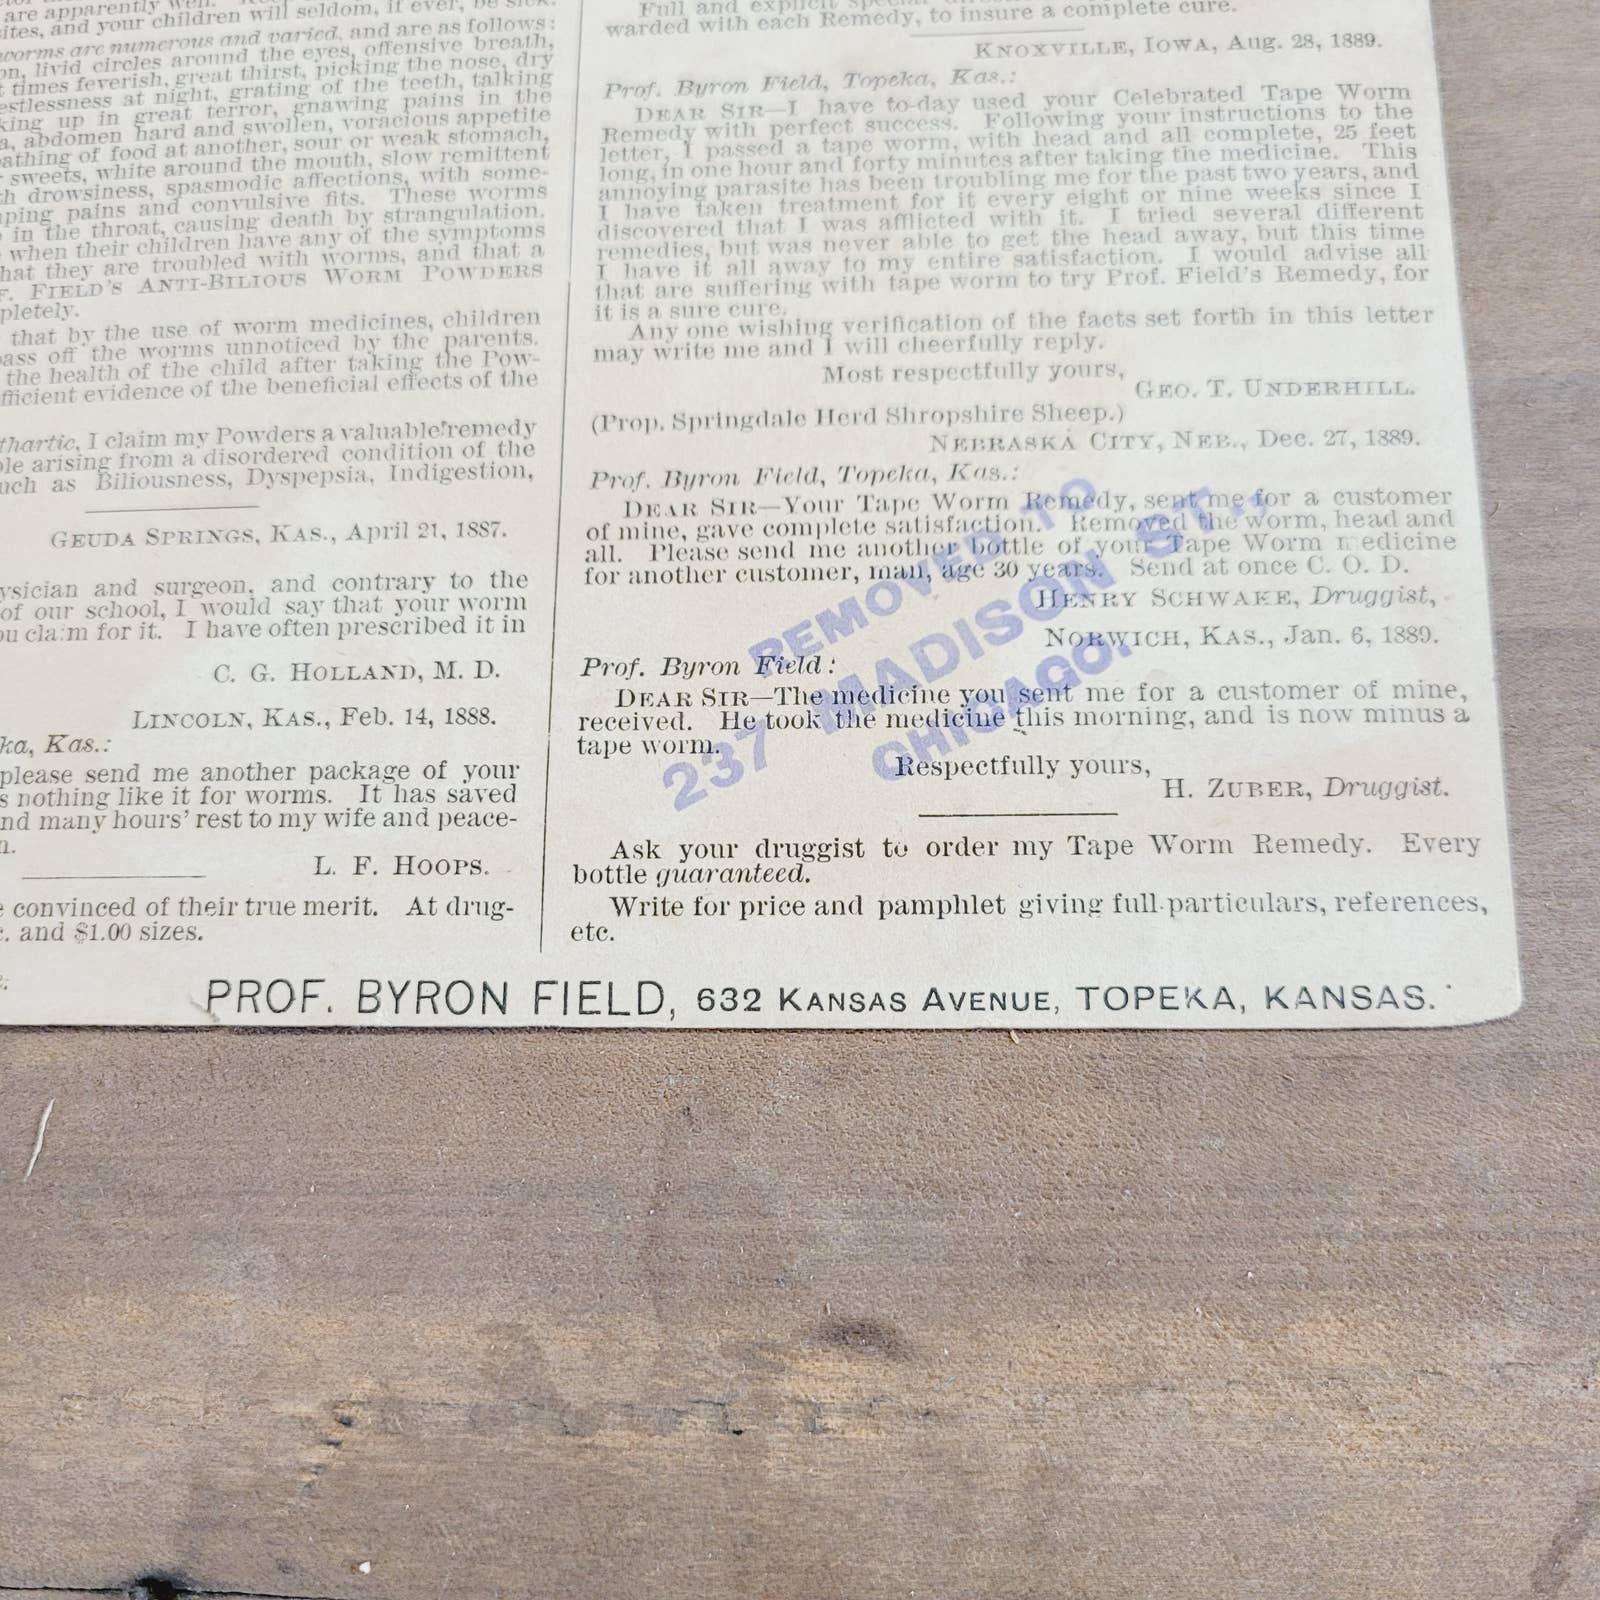 are apparently well.
ites, and your children will seldom, if ever, be sick.
worms are numerous and varied, and are as follows:
on, livid circles around the eyes, offensive breath,
t times feverish, great thirst, picking the nose, dry
estlessness at night, grating of the teeth, talking
king up in great terror, gnawing pains in the
a, abdomen hard and swollen, voracious appetite
athing of food at another, sour or weak stomach,
sweets, white around the mouth, slow remittent
h drowsiness, spasmodic affections, with some-
ping pains and convulsive fits. These worms
in the throat, causing death by strangulation.
when their children have any of the symptoms
hat they are troubled with worms, and that a
F. FIELD'S ANTI-BILIOUS WORM POWDERS
pletely.
that by the use of worm medicines, children
pass off the worms unnoticed by the parents.
the health of the child after taking the Pow-
fficient evidence of the beneficial effects of the
thartic, I claim my Powders a valuable remedy
le arising from a disordered condition of the
uch as Biliousness, Dyspepsia, Indigestion,
GEUDA SPRINGS, KAS., April 21, 1887.
ysician and surgeon, and contrary to the
of our school, I would say that your worm
ou claim for it. I have often prescribed it in
C. G. HOLLAND, M. D.
LINCOLN, KAS., Feb. 14, 1888.
ka, Kas.:
please send me another package of your
s nothing like it for worms. It has saved
nd many hours' rest to my wife and peace-
n.
L. F. HOOPS.
e convinced of their true merit. At drug-
c. and $1.00 sizes.
Full and explicit special
warded with each Remedy, to insure a complete cure.
KNOXVILLE, IOWA, Aug. 28, 1889.
Prof. Byron Field, Topeka, Kas.:
DEAR SIR—I have to-day used your Celebrated Tape Worm
Remedy with perfect success. Following your instructions to the
letter, I passed a tape worm, with head and all complete, 25 feet
long, in one hour and forty minutes after taking the medicine. This
annoying parasite has been troubling me for the past two years, and
I have taken treatment for it every eight or nine weeks since I
discovered that I was afflicted with it. I tried several different
remedies, but was never able to get the head away, but this time
I have it all away to my entire satisfaction. I would advise all
that are suffering with tape worm to try Prof. Field's Remedy, for
it is a sure cure.
Any one wishing verification of the facts set forth in this letter
may write me and I will cheerfully reply.
Most respectfully yours,
GEO. T. UNDERHILL.
(Prop. Springdale Herd Shropshire Sheep.)
NEBRASKA CITY, NEB., Dec. 27, 1889.
Prof. Byron Field, Topeka, Kas.:
DEAR SIR—Your Tape Worm Remedy, sent me for a customer
of mine, gave complete satisfaction. Removed the worm, head and
all. Please send me another bottle of your Tape Worm medicine
for another customer, man, age 30 years. Send at once C. O. D.
HENRY SCHWAKE, Druggist,
NORWICH, KAS., Jan. 6, 1889.
Prof. Byron Field:
DEAR SIR—The medicine you sent me for a customer of mine,
received. He took the medicine this morning, and is now minus a
tape worm.
Respectfully yours,
H. ZUBER, Druggist.
Ask your druggist to order my Tape Worm Remedy. Every
bottle guaranteed.
Write for price and pamphlet giving full particulars, references,
etc.
REMOVED TO
237 MADISON ST.,
CHICAGO.
PROF. BYRON FIELD, 632 KANSAS AVENUE, TOPEKA, KANSAS.